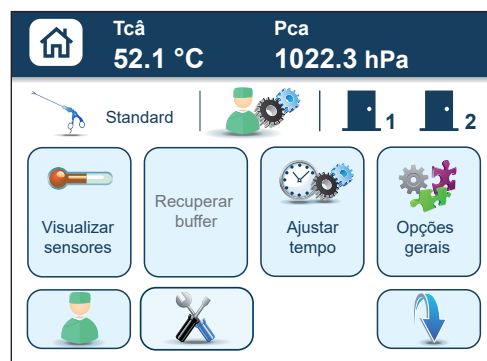 Tcâ Pca
52.1 °C 1022.3 hPa
Standard 1 2
Visualizar
sensores
Recuperar
buffer
Ajustar
tempo
Opções
gerais